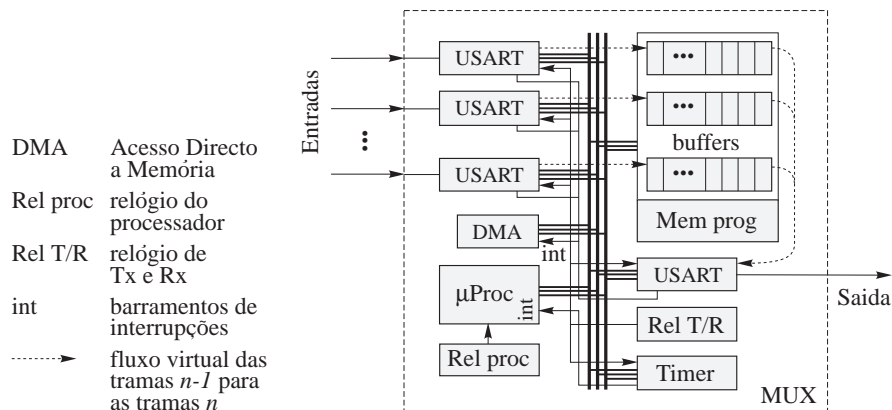 DMA Acesso Directo
a Memória
Rel proc relógio do
processador
Rel T/R relógio de
Tx e Rx
int barramentos de
interrupções
fluxo virtual das
tramas n-1 para
as tramas n
Entradas
•••
USART
•••
USART
•••
buffers
USART
•••
Mem prog
DMA
int
USART
Saida
µProc
int
Rel T/R
Rel proc
Timer
MUX